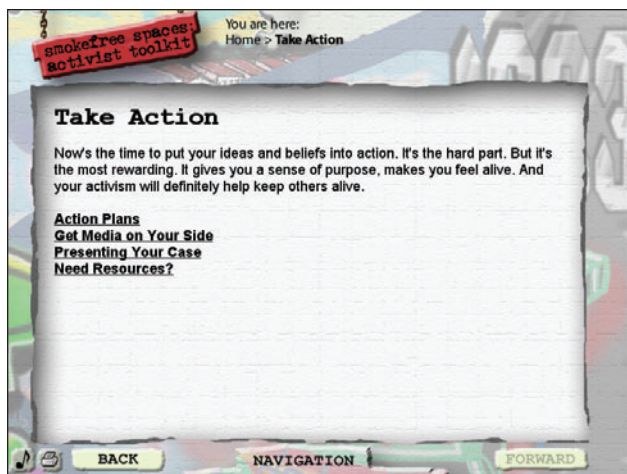 smokefree spaces:
activist toolkit
You are here:
Home > Take Action
Take Action
Now's the time to put your ideas and beliefs into action. It's the hard part. But it's
the most rewarding. It gives you a sense of purpose, makes you feel alive. And
your activism will definitely help keep others alive.
Action Plans
Get Media on Your Side
Presenting Your Case
Need Resources?
BACK
NAVIGATION
FORWARD